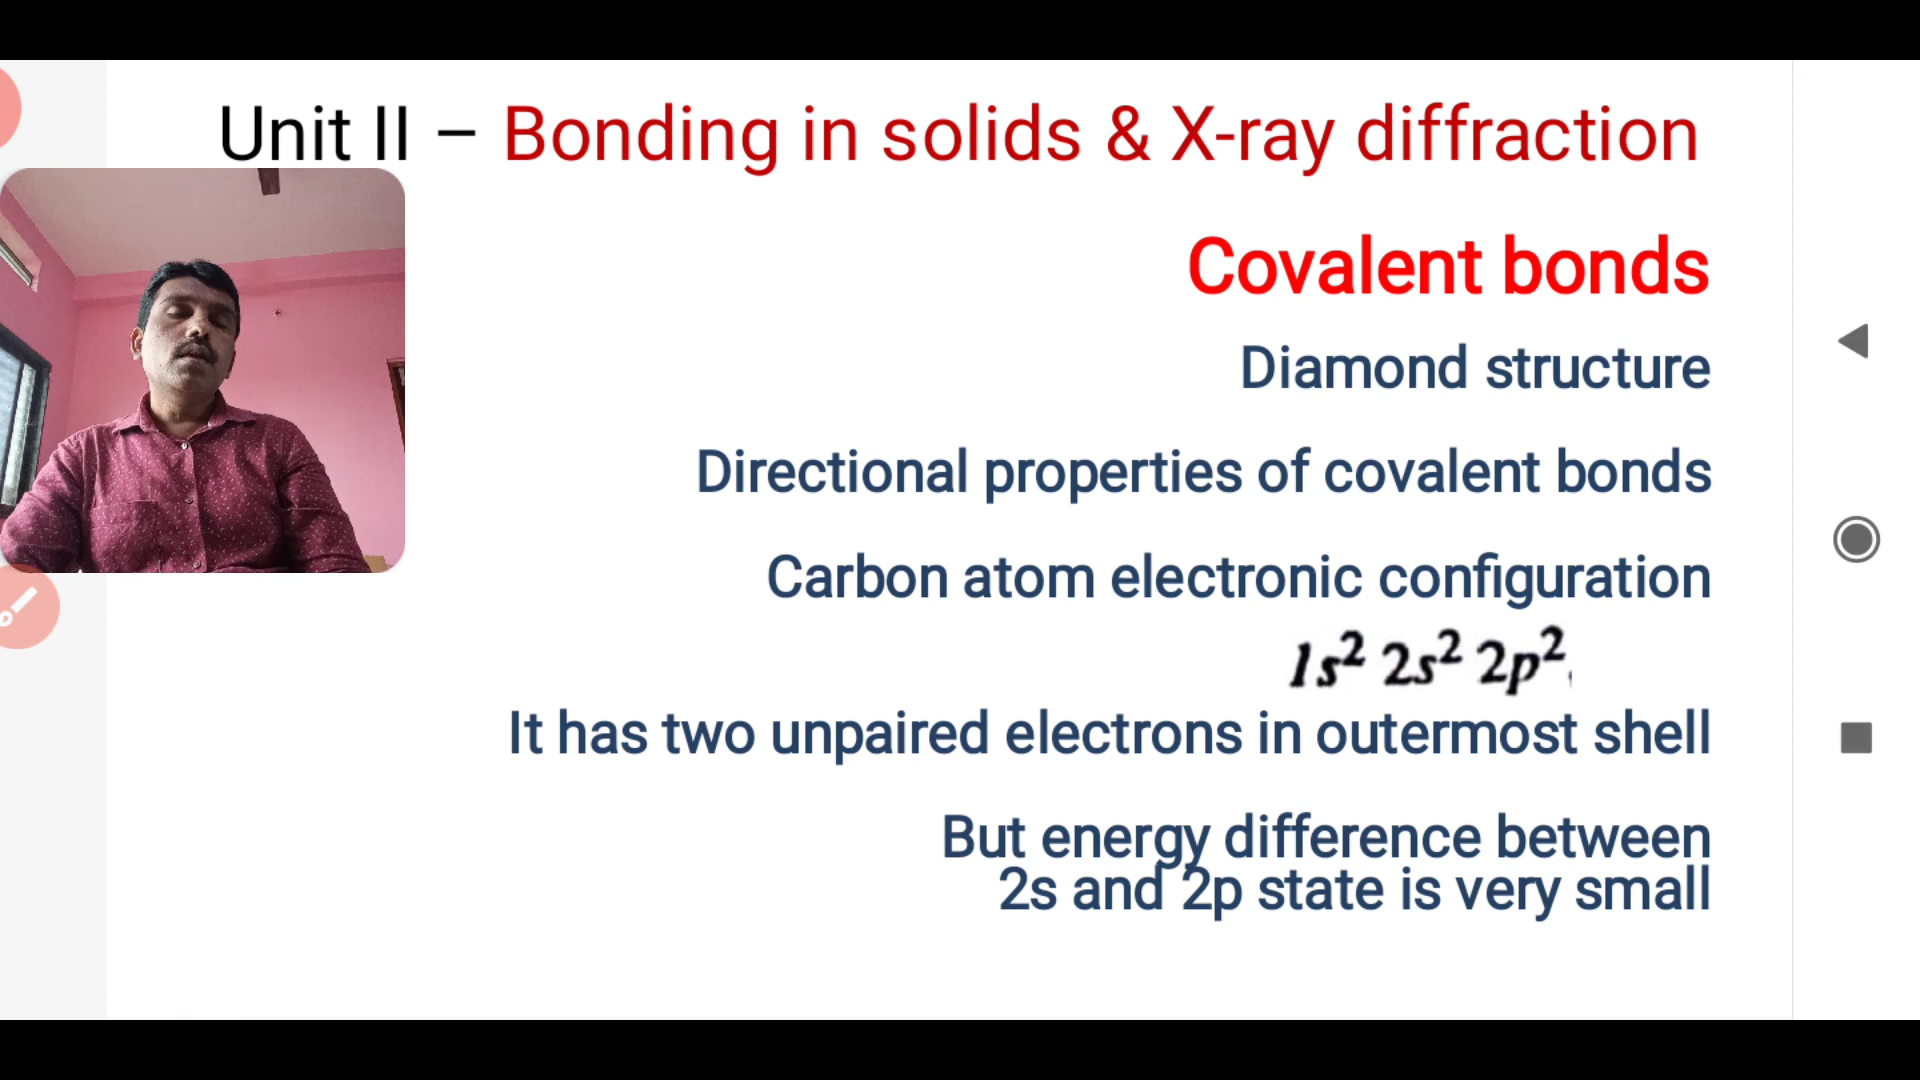 Unit II – Bonding in solids & X-ray diffraction
Covalent bonds
Diamond structure
Directional properties of covalent bonds
Carbon atom electronic configuration
1s² 2s² 2p².
It has two unpaired electrons in outermost shell
But energy difference between
2s and 2p state is very small